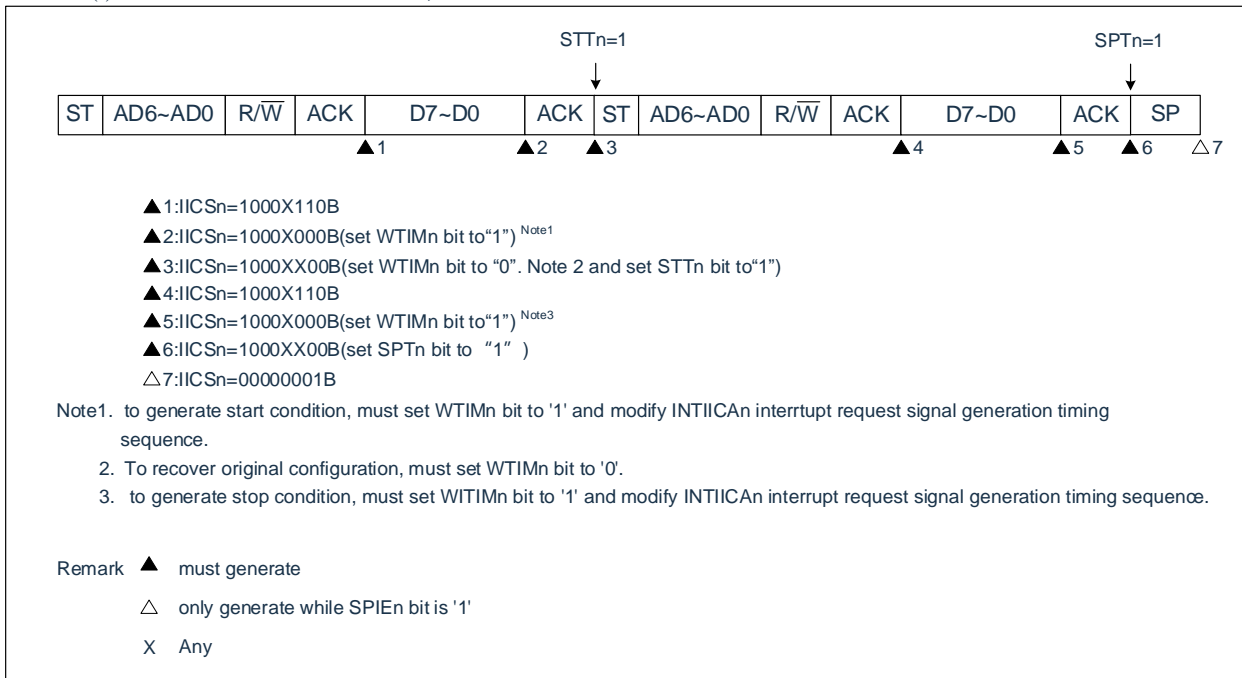 STTn=1 SPTn=1
ST AD6~AD0 R/W̅ ACK D7~D0 ACK ST AD6~AD0 R/W̅ ACK D7~D0 ACK SP
▲1 ▲2 ▲3 ▲4 ▲5 ▲6 △7
▲1:IICSn=1000X110B
▲2:IICSn=1000X000B(set WTIMn bit to“1”) Note1
▲3:IICSn=1000XX00B(set WTIMn bit to “0”. Note 2 and set STTn bit to“1”)
▲4:IICSn=1000X110B
▲5:IICSn=1000X000B(set WTIMn bit to“1”) Note3
▲6:IICSn=1000XX00B(set SPTn bit to “1” )
△7:IICSn=00000001B
Note1. to generate start condition, must set WTIMn bit to '1' and modify INTIICAn interrtupt request signal generation timing
sequence.
2. To recover original configuration, must set WTIMn bit to '0'.
3. to generate stop condition, must set WITIMn bit to '1' and modify INTIICAn interrupt request signal generation timing sequence.
Remark ▲ must generate
△ only generate while SPIEn bit is '1'
X Any